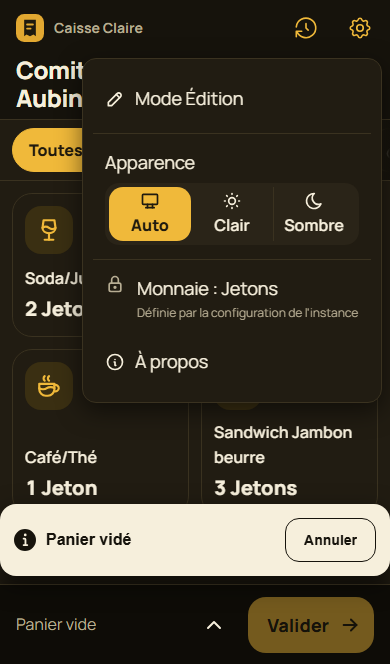 Caisse Claire
Comit
Aubin
Mode Édition
Toutes
Apparence
Auto
Clair
Sombre
Soda/Ju
2 Jeto
Monnaie : Jetons
Définie par la configuration de l'instance
À propos
Café/Thé
1 Jeton
Sandwich Jambon
beurre
3 Jetons
Panier vidé
Annuler
Panier vide
Valider